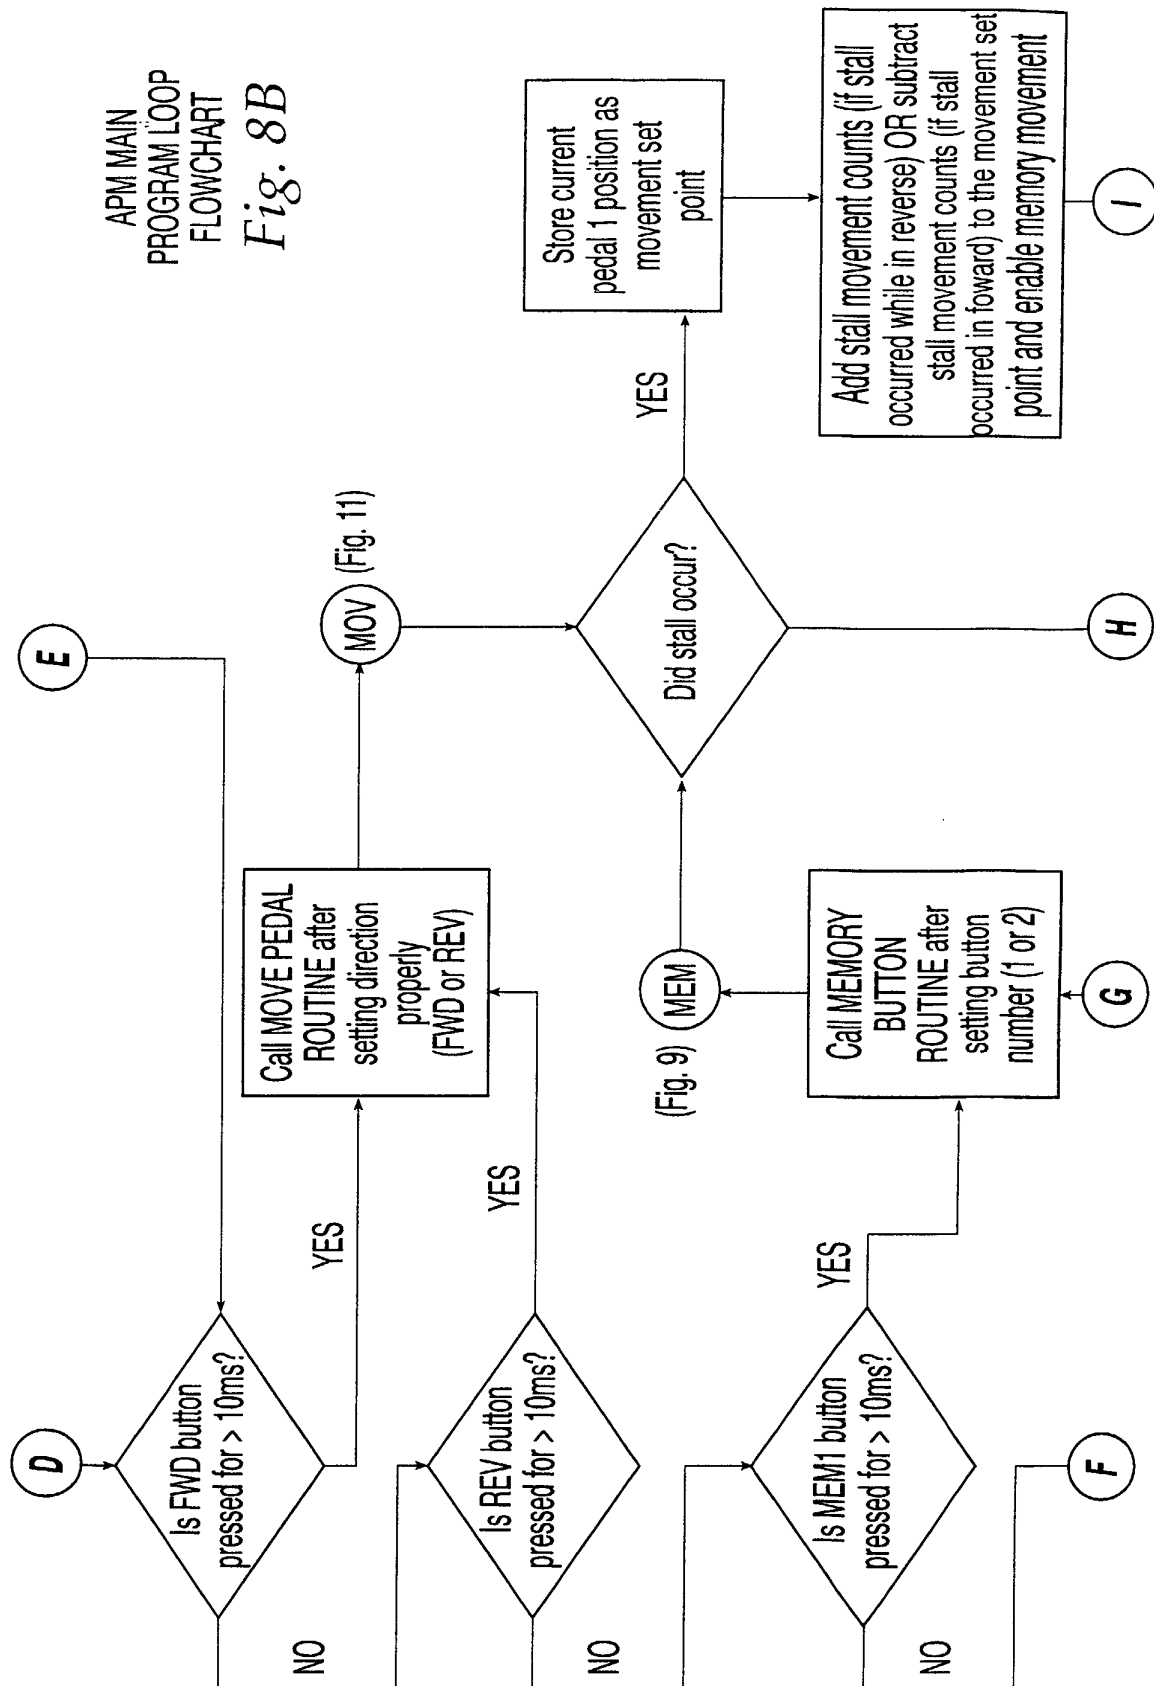 APM MAIN
PROGRAM LOOP
FLOWCHART
Fig. 8B
D
E
Is FWD button
pressed for > 10ms?
NO
YES
Call MOVE PEDAL
ROUTINE after
setting direction
properly
(FWD or REV)
MOV
(Fig. 11)
Is REV button
pressed for > 10ms?
NO
YES
Is MEM1 button
pressed for > 10ms?
NO
YES
F
Call MEMORY
BUTTON
ROUTINE after
setting button
number (1 or 2)
G
(Fig. 9)
MEM
Did stall occur?
H
YES
Store current
pedal 1 position as
movement set
point
Add stall movement counts (if stall
occurred while in reverse) OR subtract
stall movement counts (if stall
occurred in foward) to the movement set
point and enable memory movement
I